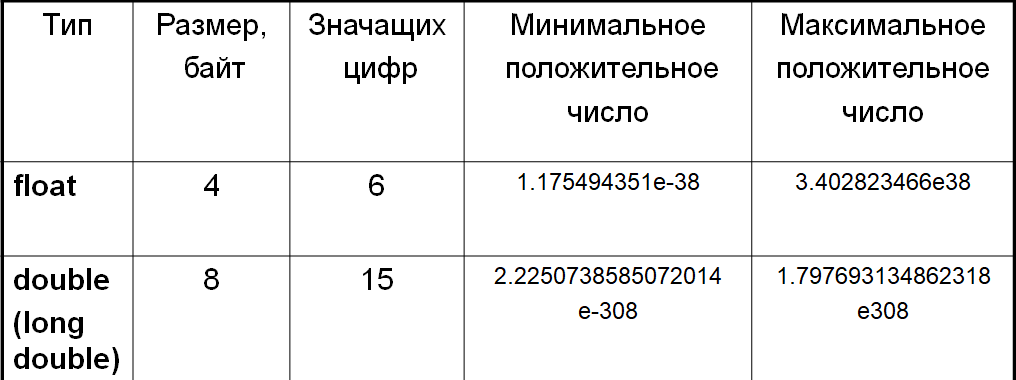 Тип
Размер,
байт
Значащих
цифр
Минимальное
положительное
число
Максимальное
положительное
число
float
4
6
1.175494351e-38
3.402823466e38
double
(long
double)
8
15
2.2250738585072014
e-308
1.797693134862318
e308